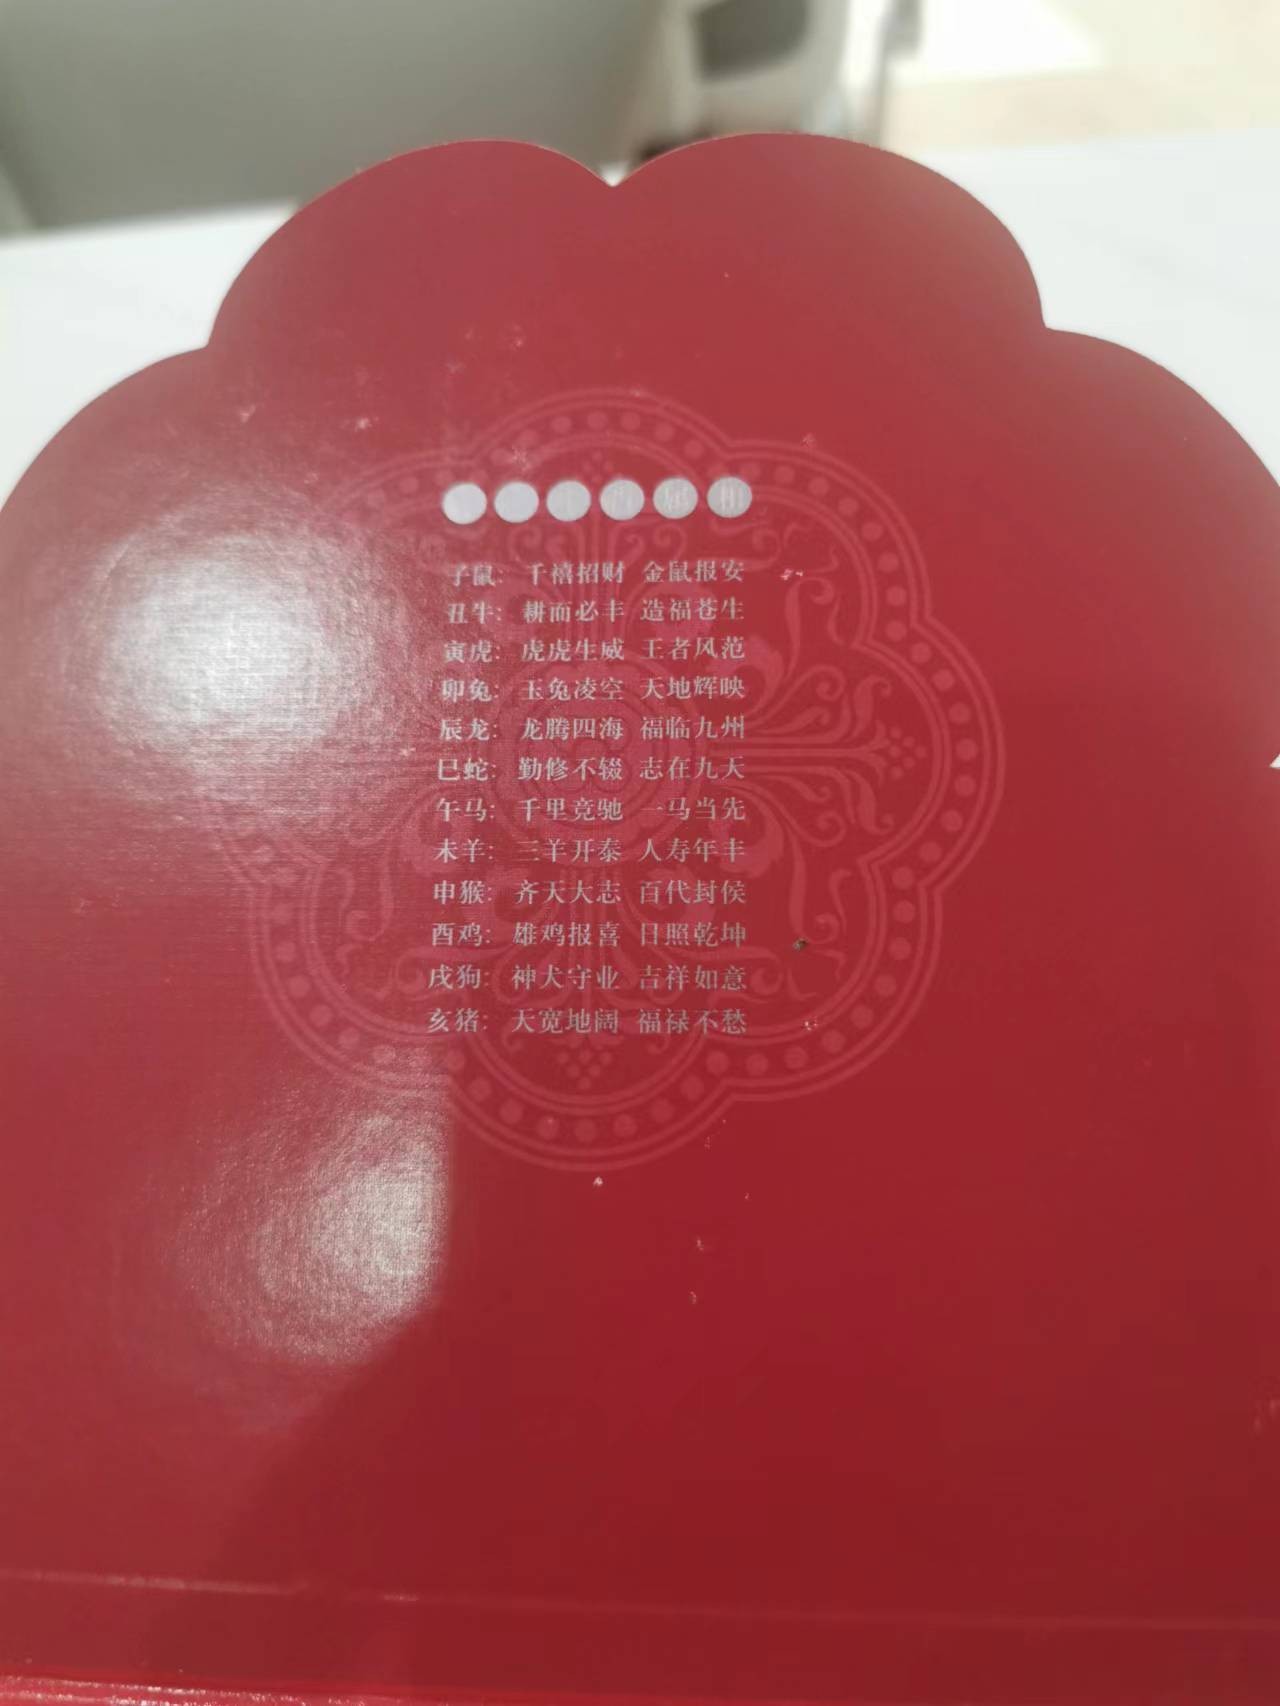 子鼠: 千禧招财 金鼠报安
丑牛: 耕而必丰 造福苍生
寅虎: 虎虎生威 王者风范
卯兔: 玉兔凌空 天地辉映
辰龙: 龙腾四海 福临九州
巳蛇: 勤修不辍 志在九天
午马: 千里竞驰 一马当先
未羊: 三羊开泰 人寿年丰
申猴: 齐天大志 百代封侯
酉鸡: 雄鸡报喜 日照乾坤
戌狗: 神犬守业 吉祥如意
亥猪: 天宽地阔 福禄不愁